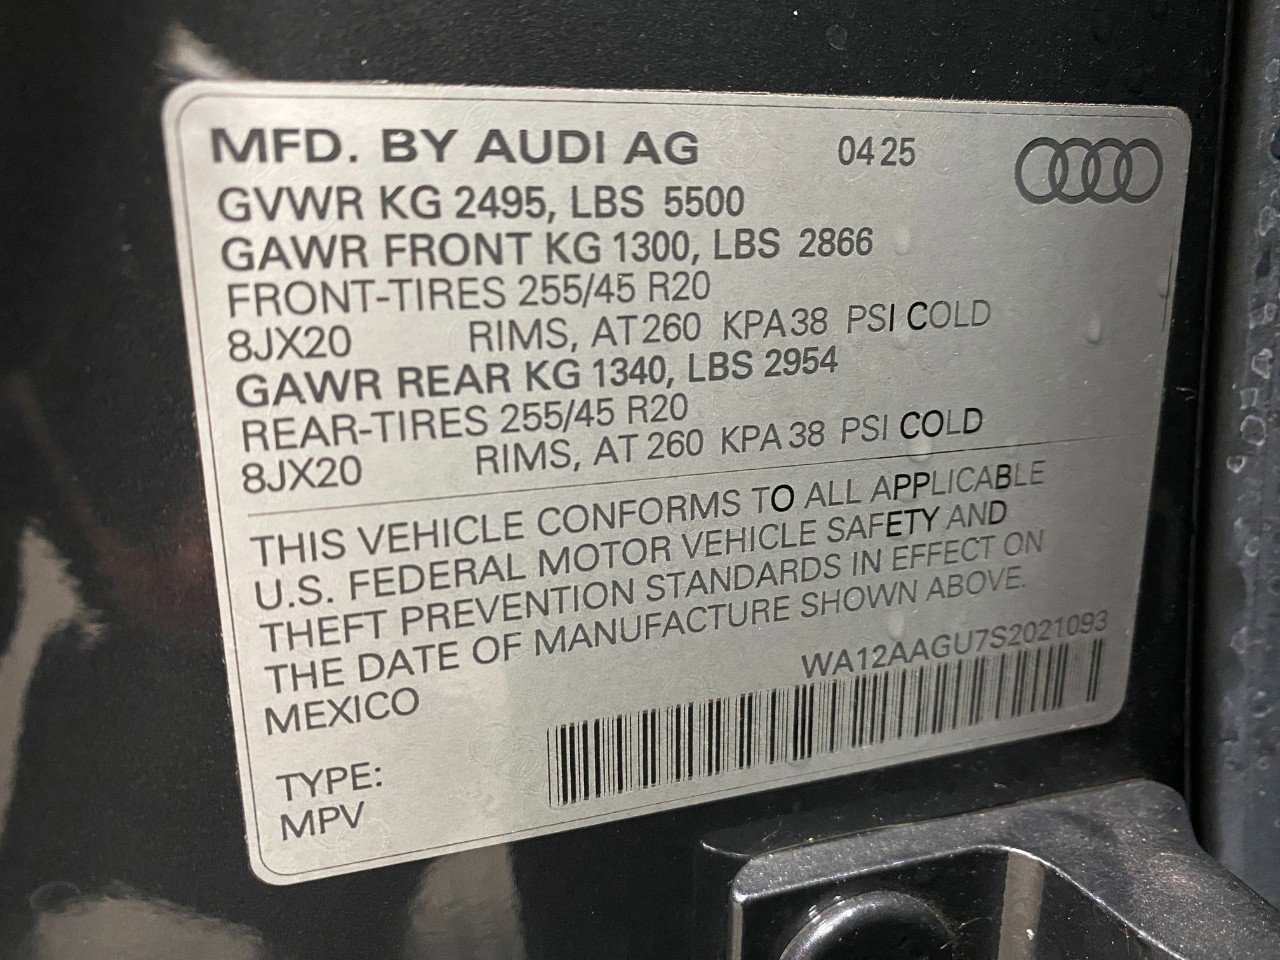 MFD. BY AUDI AG 04 25
GVWR KG 2495, LBS 5500
GAWR FRONT KG 1300, LBS 2866
FRONT-TIRES 255/45 R20
8JX20 RIMS, AT 260 KPA 38 PSI COLD
GAWR REAR KG 1340, LBS 2954
REAR-TIRES 255/45 R20
8JX20 RIMS, AT 260 KPA 38 PSI COLD
THIS VEHICLE CONFORMS TO ALL APPLICABLE
U.S. FEDERAL MOTOR VEHICLE SAFETY AND
THEFT PREVENTION STANDARDS IN EFFECT ON
THE DATE OF MANUFACTURE SHOWN ABOVE.
MEXICO WA12AAGU7S2021093
TYPE:
MPV